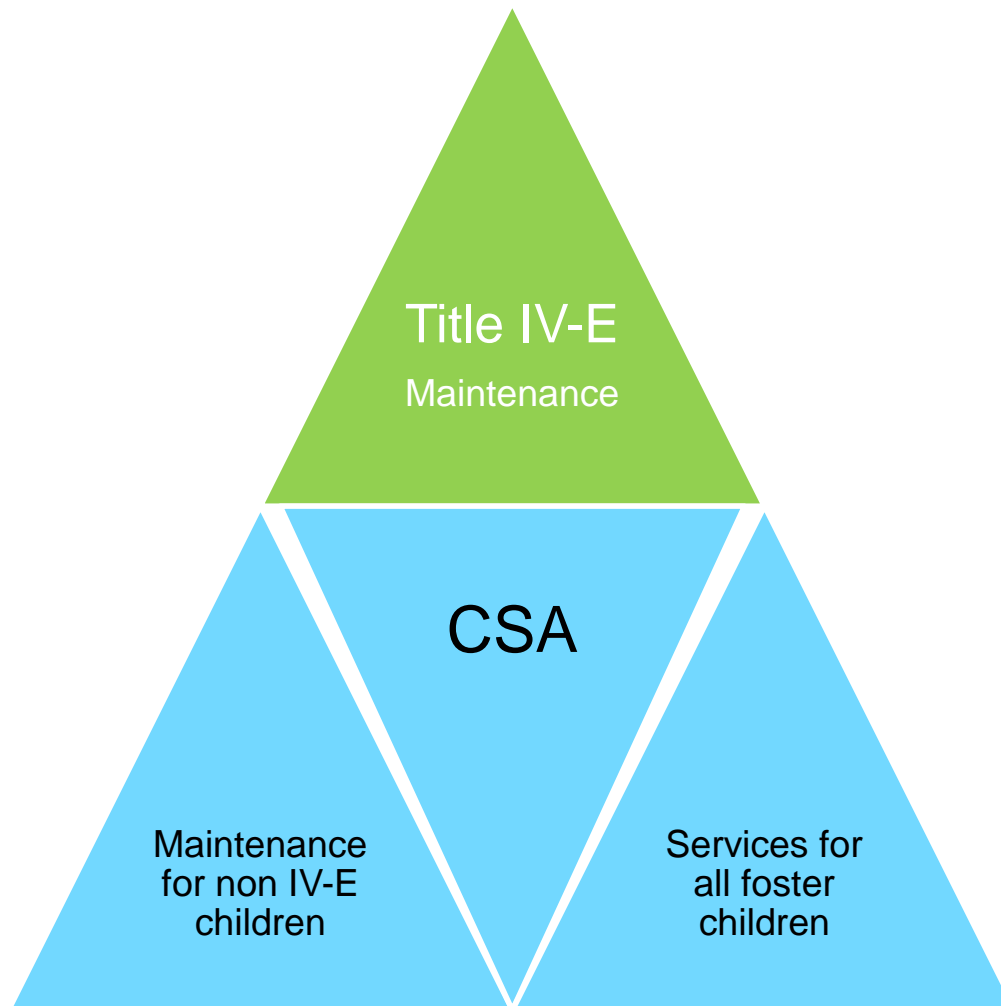 Title IV-E
Maintenance
CSA
Maintenance
for non IV-E
children
Services for
all foster
children